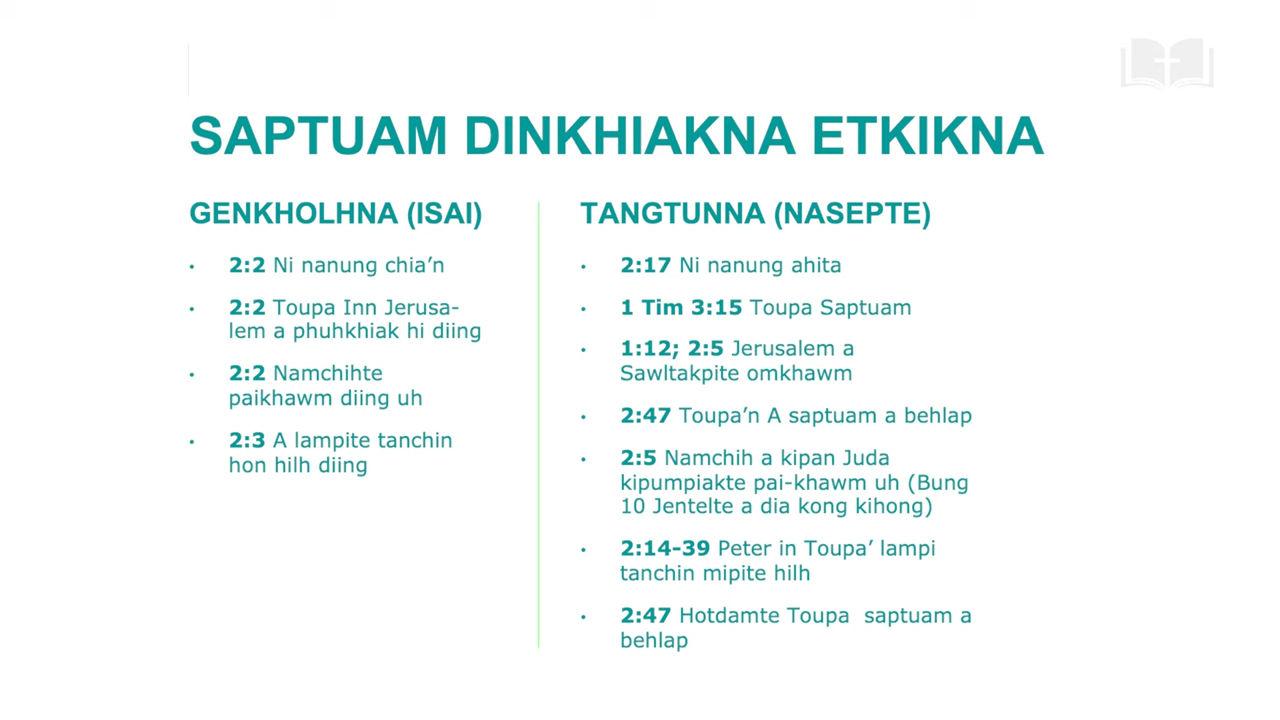 SAPTUAM DINKHIAKNA ETKIKNA
GENKHOLHNA (ISAI)
• 2:2 Ni nanung chia’n
• 2:2 Toupa Inn Jerusa-
lem a phuhkhiak hi diing
• 2:2 Namchihte
paikhawm diing uh
• 2:3 A lampite tanchin
hon hilh diing
TANGTUNNA (NASEPTE)
• 2:17 Ni nanung ahita
• 1 Tim 3:15 Toupa Saptuam
• 1:12; 2:5 Jerusalem a
Sawltakpite omkhawm
• 2:47 Toupa’n A saptuam a behlap
• 2:5 Namchih a kipan Juda
kipumpiakte pai-khawm uh (Bung
10 Jentelte a dia kong kihong)
• 2:14-39 Peter in Toupa’ lampi
tanchin mipite hilh
• 2:47 Hotdamte Toupa  saptuam a
behlap